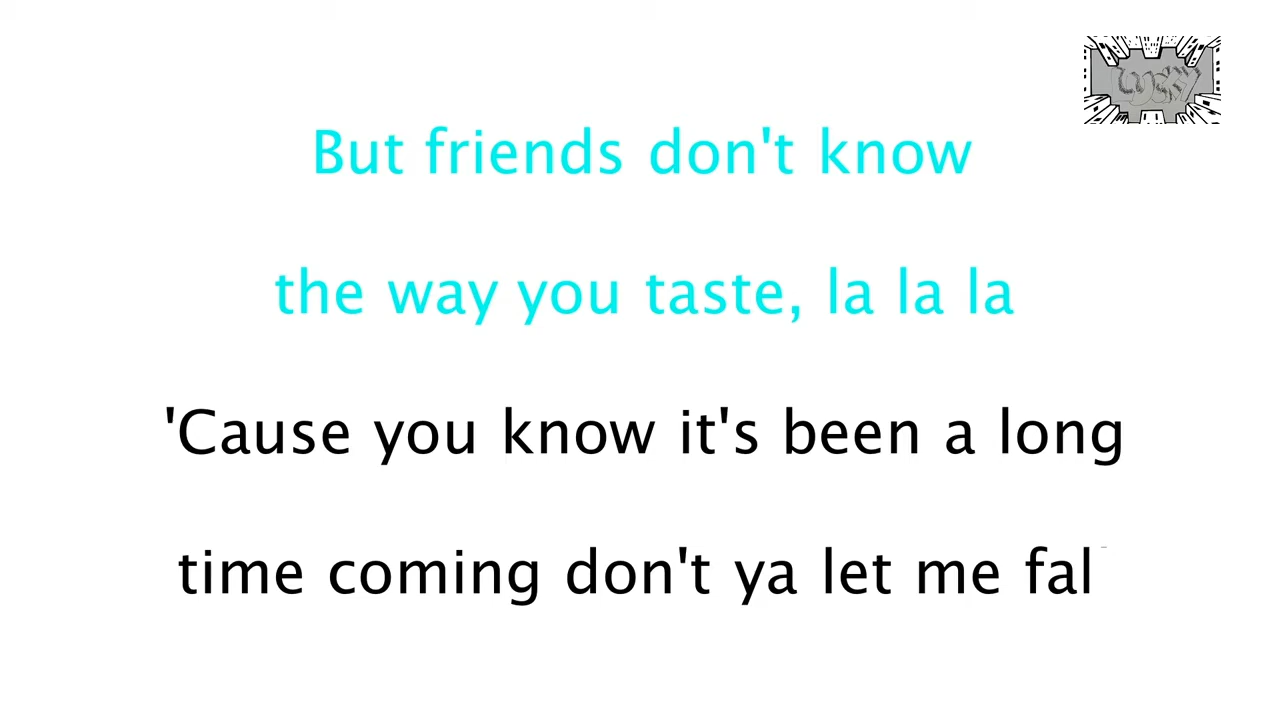 LUCKY
But friends don't know
the way you taste, la la la
'Cause you know it's been a long
time coming don't ya let me fal